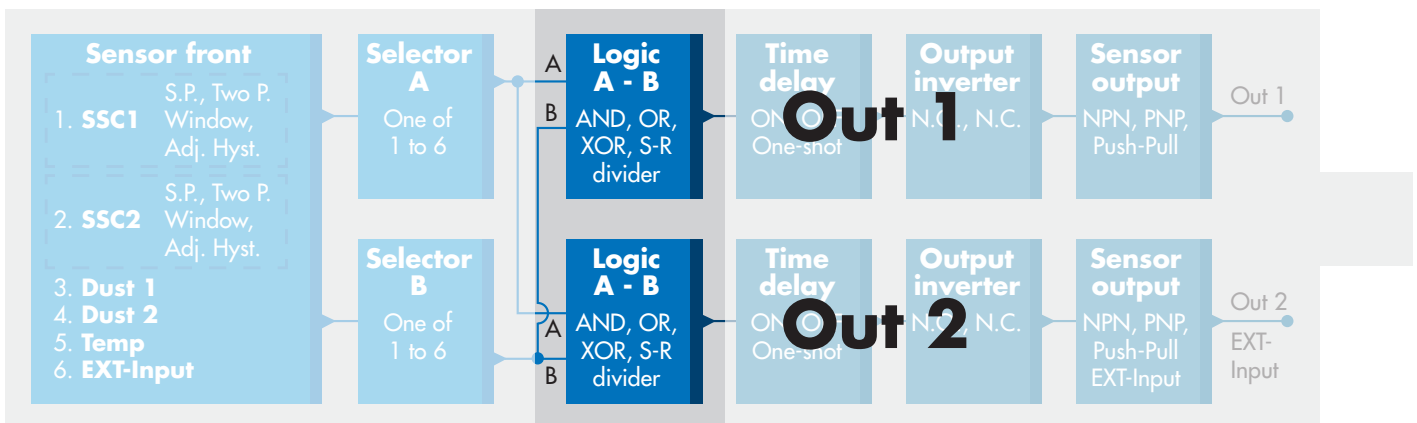 Sensor front
1. SSC1
S.P., Two P.
Window,
Adj. Hyst.
2. SSC2
S.P., Two P.
Window,
Adj. Hyst.
3. Dust 1
4. Dust 2
5. Temp
6. EXT-Input
Selector
A
One of
1 to 6
Selector
B
One of
1 to 6
A
B
Logic
A - B
AND, OR,
XOR, S-R
divider
A
B
Logic
A - B
AND, OR,
XOR, S-R
divider
Time
delay
ON
One-shot
Output
inverter
N.C.
Sensor
output
NPN, PNP,
Push-Pull
Out 1
Out 1
Time
delay
ON
One-shot
Output
inverter
N.C.
Sensor
output
NPN, PNP,
Push-Pull
EXT-Input
Out 2
Out 2
EXT-
Input